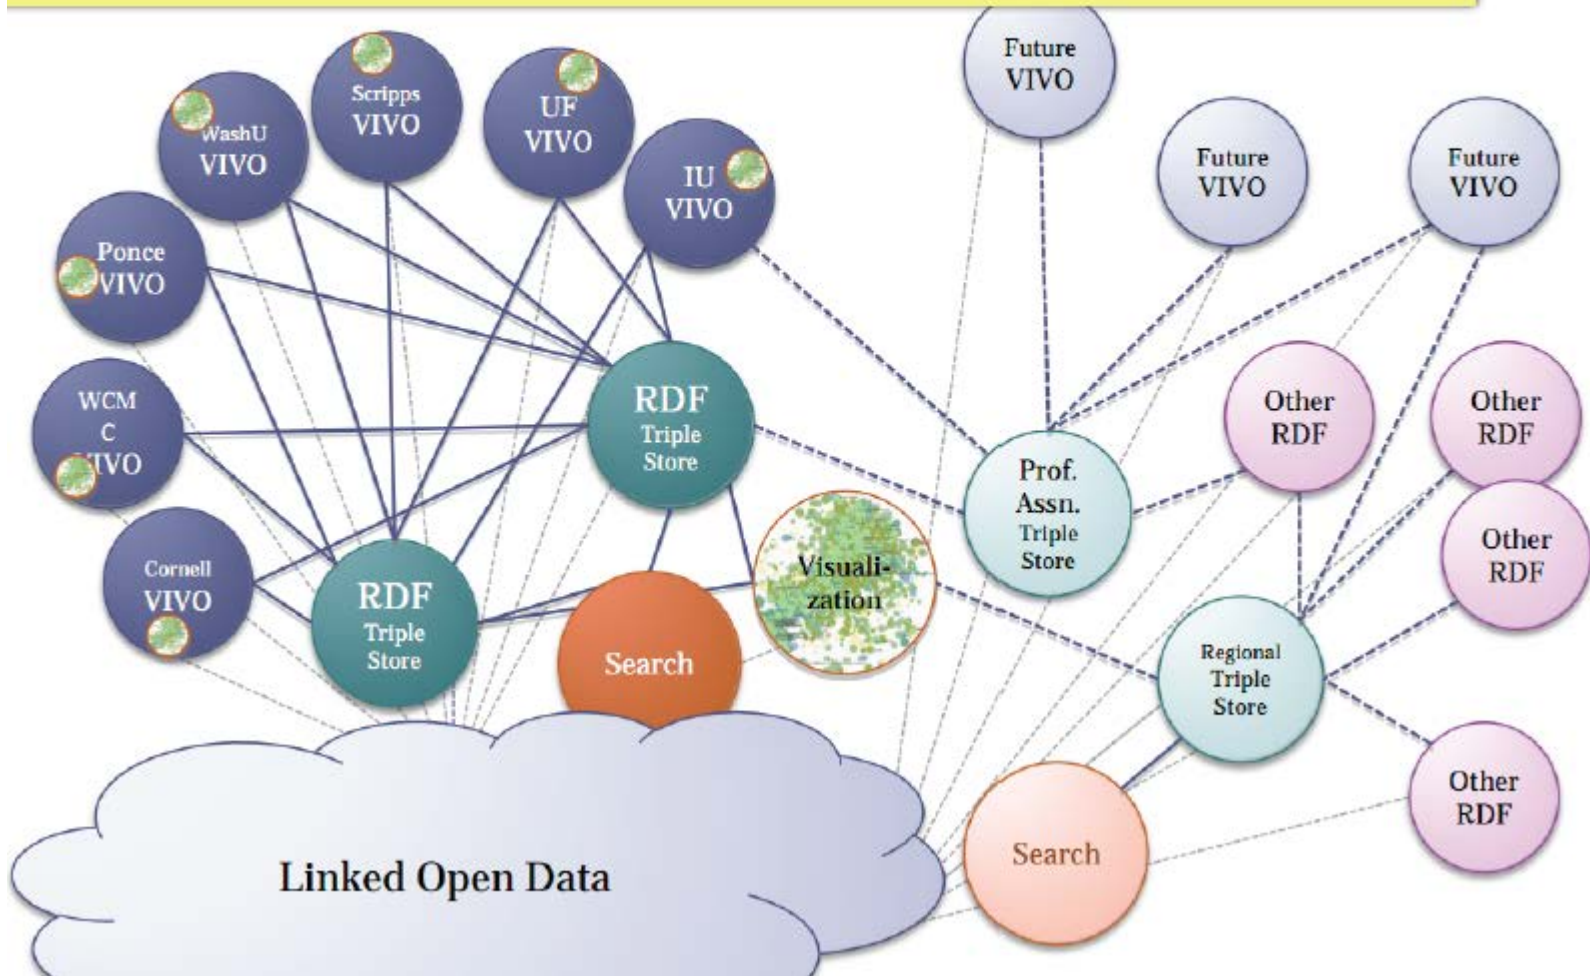 Scripps
VIVO
UF
VIVO
WashU
VIVO
IU
VIVO
Ponce
VIVO
WCM
C
VIVO
Cornell
VIVO
RDF
Triple
Store
RDF
Triple
Store
Search
Visuali-
zation
Future
VIVO
Future
VIVO
Future
VIVO
Other
RDF
Other
RDF
Prof.
Assn.
Triple
Store
Other
RDF
Regional
Triple
Store
Other
RDF
Search
Linked Open Data